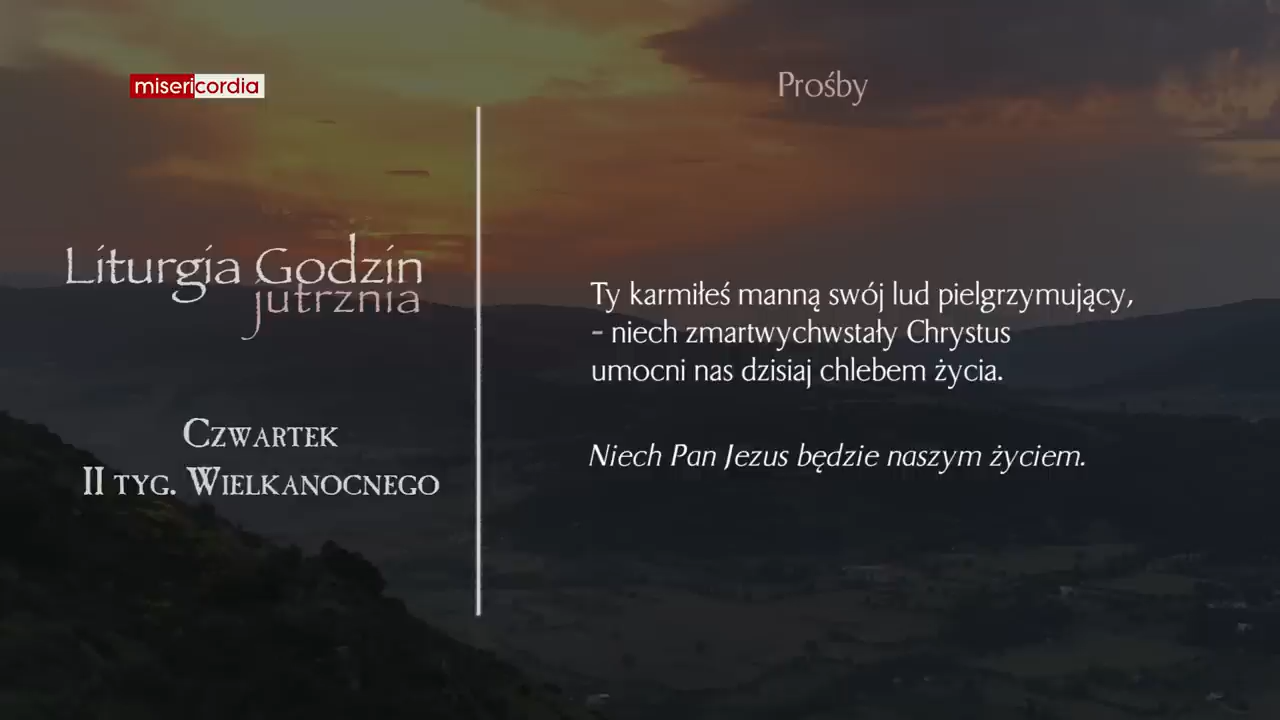 misericordia
Liturgia Godzin
jutrznia
Czwartek
II tyg. Wielkanocnego
Prośby
Ty karmiłeś manną swój lud pielgrzymujący,
- niech zmartwychwstały Chrystus
umocni nas dzisiaj chlebem życia.
Niech Pan Jezus będzie naszym życiem.